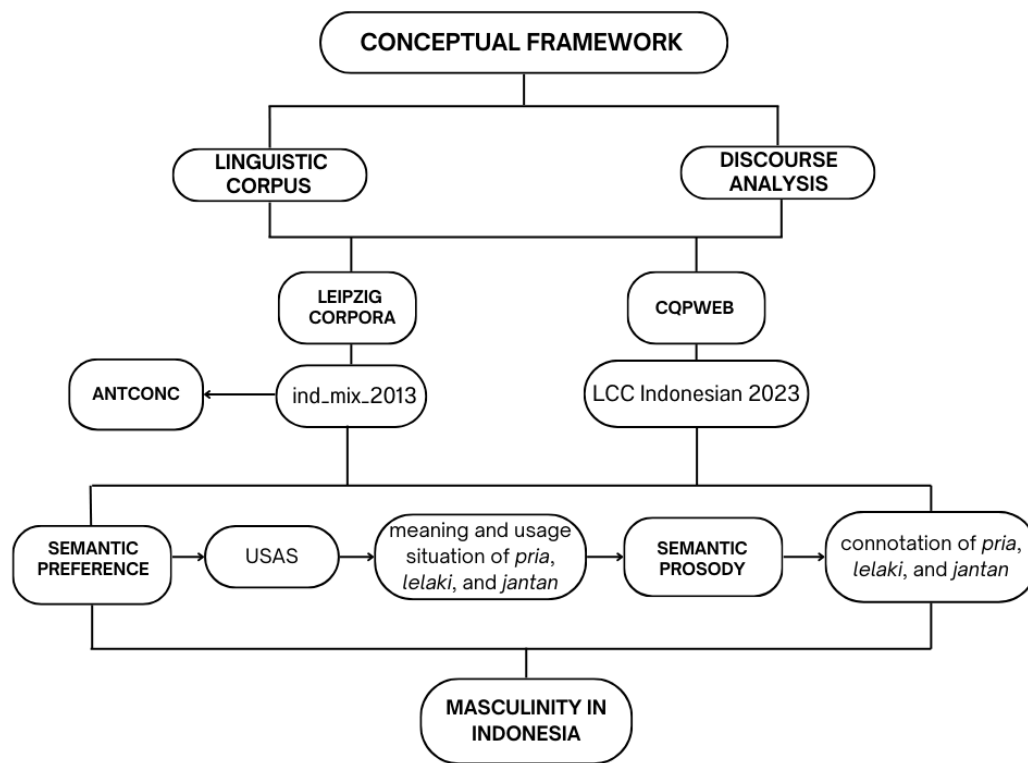 CONCEPTUAL FRAMEWORK
LINGUISTIC
CORPUS
DISCOURSE
ANALYSIS
LEIPZIG
CORPORA
CQPWEB
ANTCONC
ind_mix_2013
LCC Indonesian 2023
SEMANTIC
PREFERENCE
USAS
meaning and usage
situation of pria,
lelaki, and jantan
SEMANTIC
PROSODY
connotation of pria,
lelaki, and jantan
MASCULINITY IN
INDONESIA